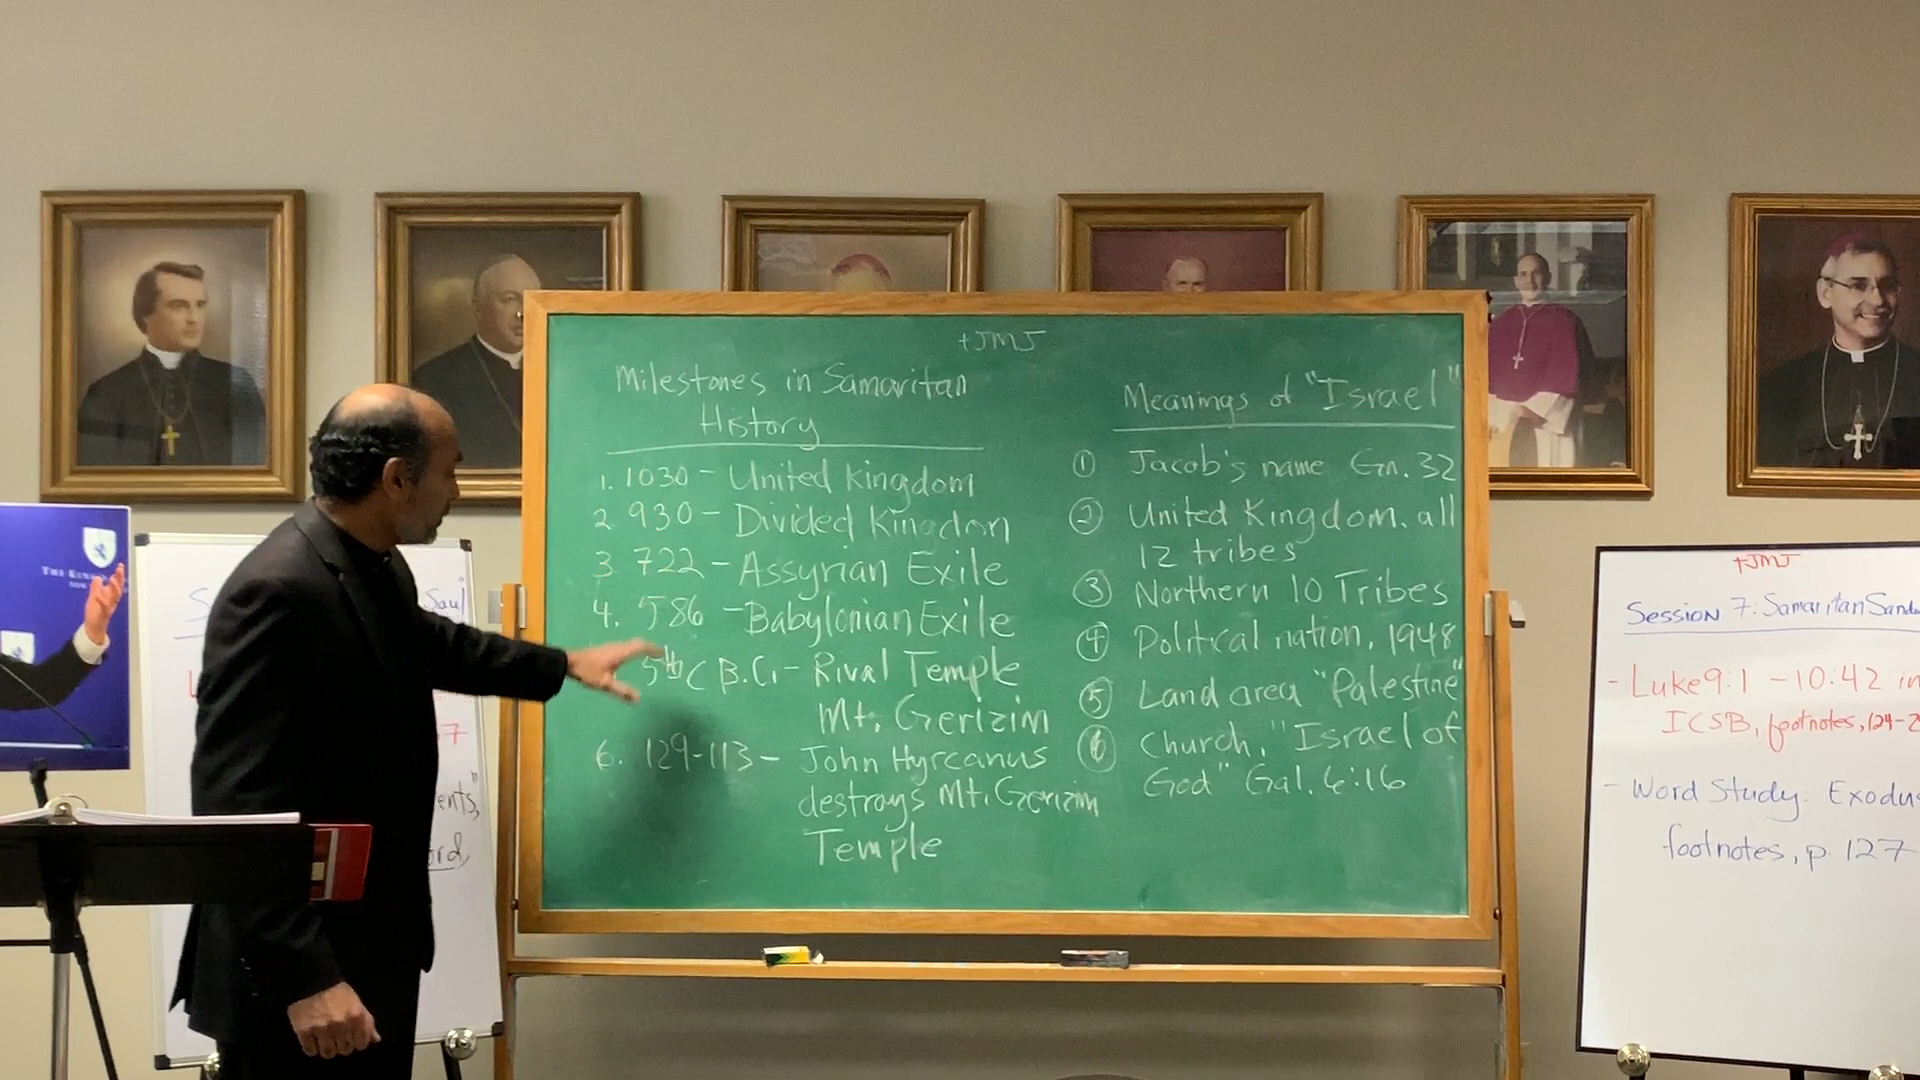 +JMJ
Milestones in Samaritan
History
1. 1030 - United Kingdom
2. 930 - Divided Kingdom
3. 722 - Assyrian Exile
4. 586 - Babylonian Exile
5th C B.C. - Rival Temple
Mt. Gerizim
6. 129-113 - John Hyrcanus
destroys Mt. Gerizim
Temple
Meanings of "Israel"
① Jacob's name Gn. 32
② United Kingdom. all
12 tribes
③ Northern 10 Tribes
④ Political nation, 1948
⑤ Land area "Palestine"
⑥ Church, "Israel of
God" Gal. 6:16
+JMJ
Session 7: Samaritan
- Luke 9:1 - 10:42 in
ICSB, footnotes, 124-
- Word Study:
footnotes, p. 127
THE
Saul"
7